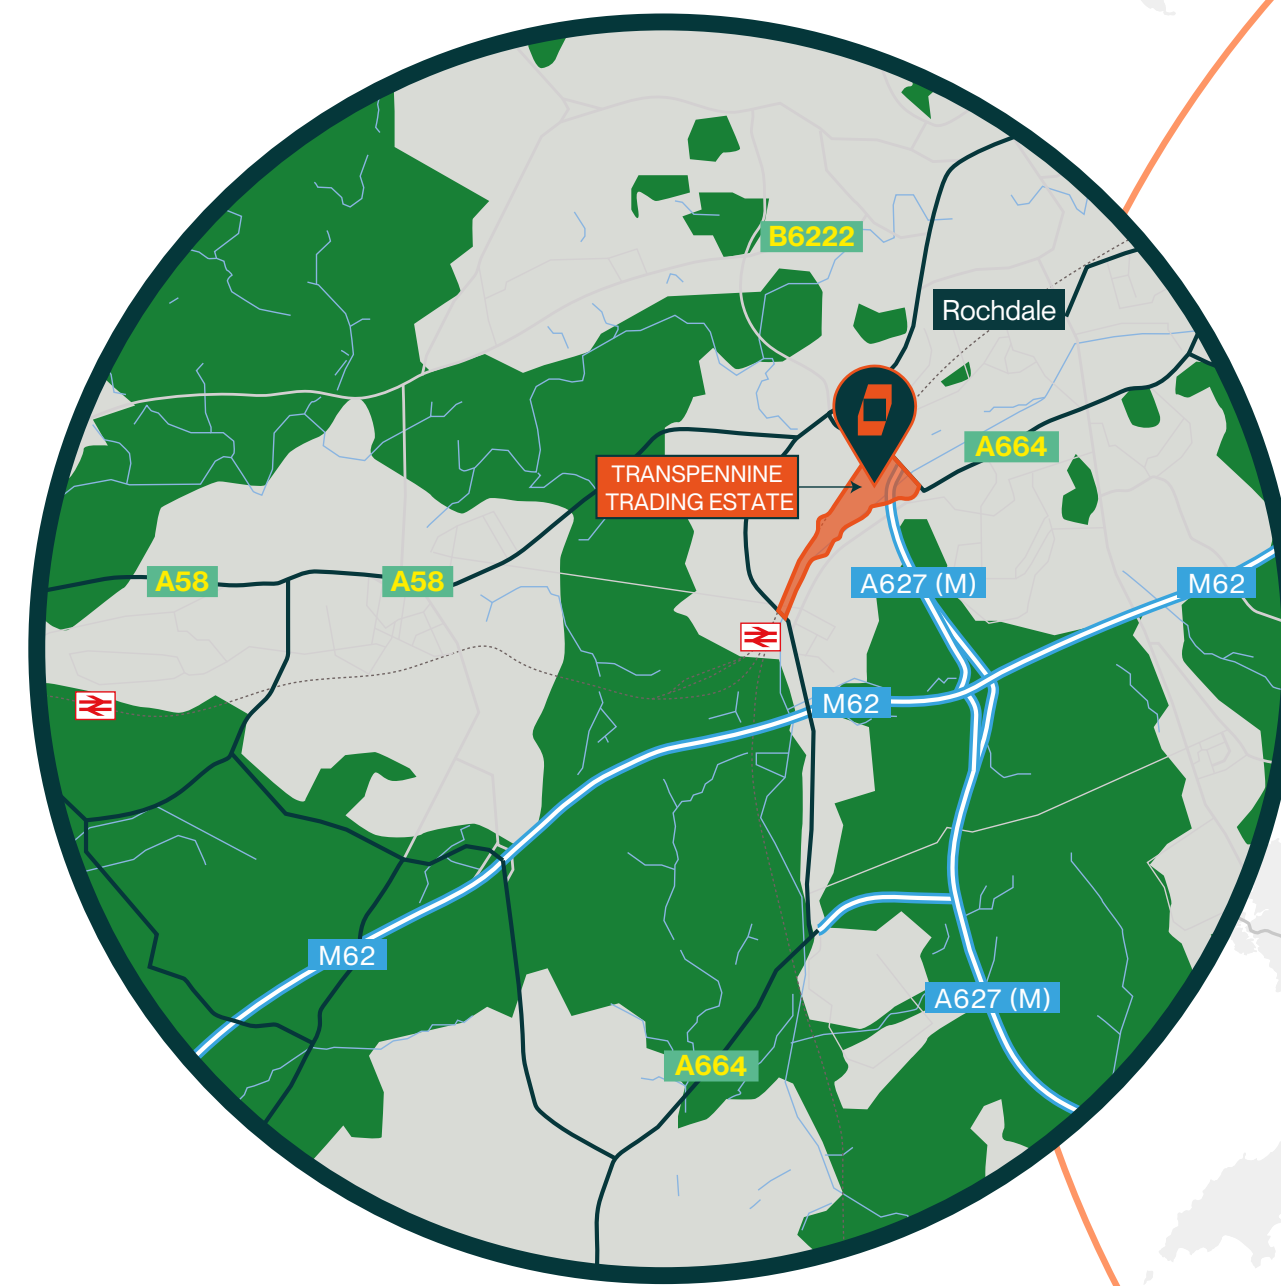 B6222
Rochdale
A664
TRANSPENNINE
TRADING ESTATE
A58
A58
A627 (M)
M62
M62
M62
A627 (M)
A664